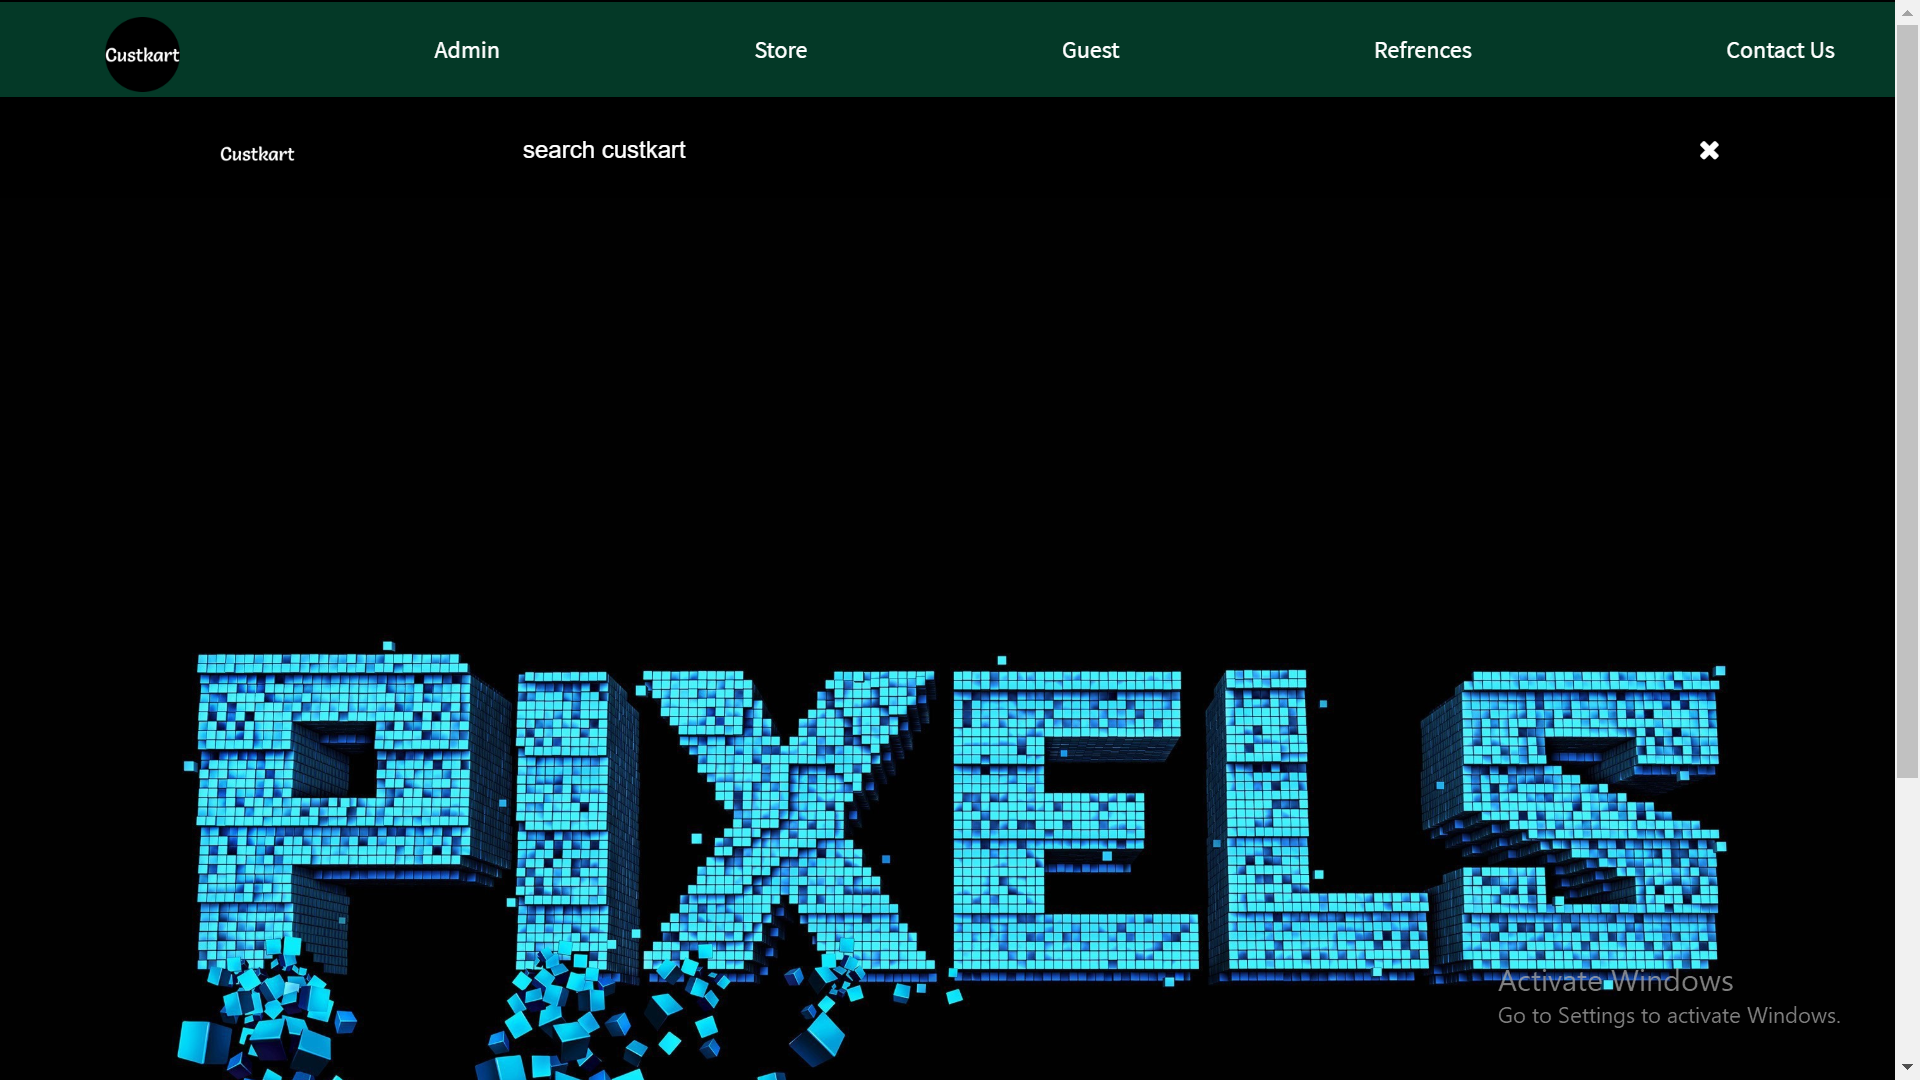 Custkart
Admin
Store
Guest
Refrences
Contact Us
Custkart
search custkart
PIXELS
Activate Windows
Go to Settings to activate Windows.